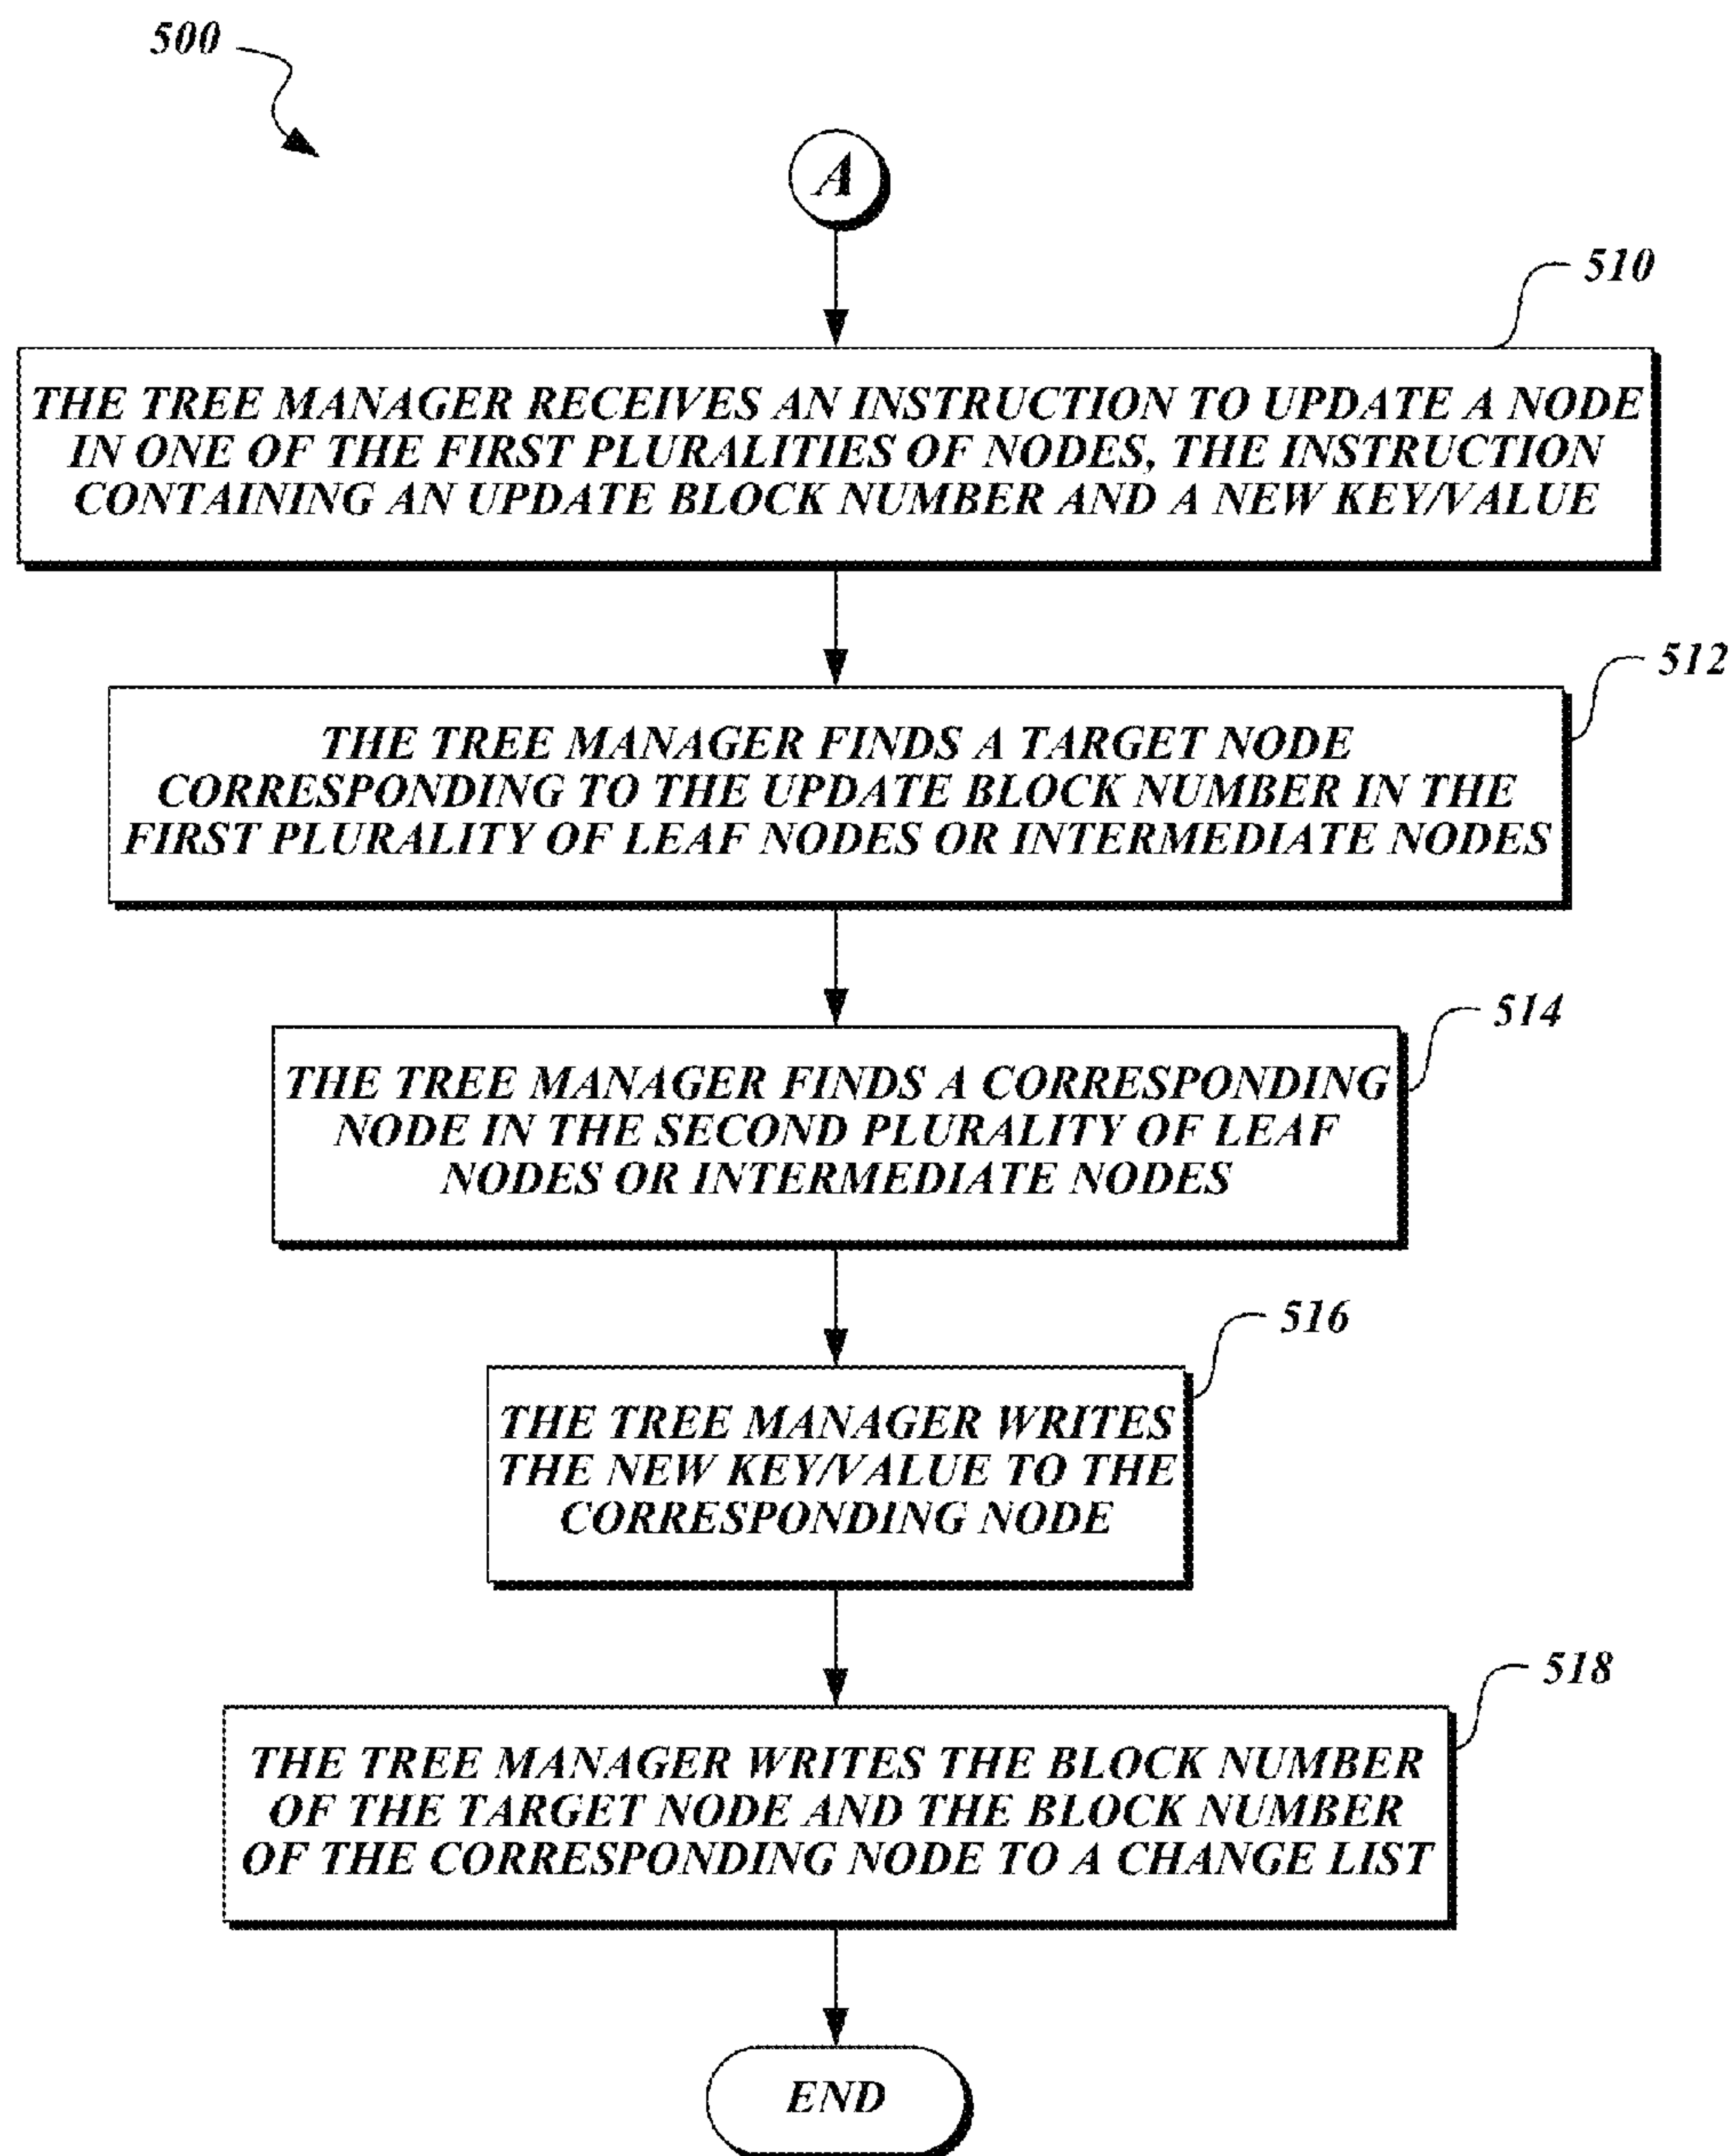 500
A
510
THE TREE MANAGER RECEIVES AN INSTRUCTION TO UPDATE A NODE
IN ONE OF THE FIRST PLURALITIES OF NODES, THE INSTRUCTION
CONTAINING AN UPDATE BLOCK NUMBER AND A NEW KEY/VALUE
512
THE TREE MANAGER FINDS A TARGET NODE
CORRESPONDING TO THE UPDATE BLOCK NUMBER IN THE
FIRST PLURALITY OF LEAF NODES OR INTERMEDIATE NODES
514
THE TREE MANAGER FINDS A CORRESPONDING
NODE IN THE SECOND PLURALITY OF LEAF
NODES OR INTERMEDIATE NODES
516
THE TREE MANAGER WRITES
THE NEW KEY/VALUE TO THE
CORRESPONDING NODE
518
THE TREE MANAGER WRITES THE BLOCK NUMBER
OF THE TARGET NODE AND THE BLOCK NUMBER
OF THE CORRESPONDING NODE TO A CHANGE LIST
END